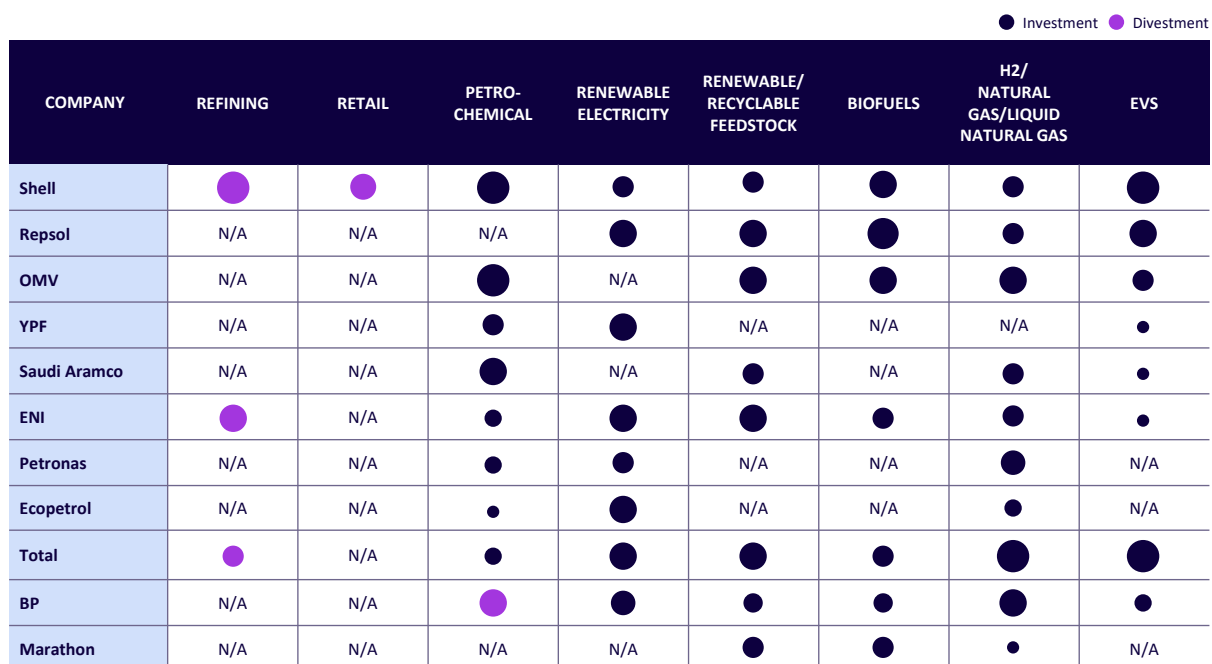 Investment Divestment
COMPANY REFINING RETAIL PETRO-
CHEMICAL RENEWABLE
ELECTRICITY RENEWABLE/
RECYCLABLE
FEEDSTOCK BIOFUELS H2/
NATURAL
GAS/LIQUID
NATURAL GAS EVS
Shell
Repsol N/A N/A N/A
OMV N/A N/A N/A
YPF N/A N/A N/A N/A N/A
Saudi Aramco N/A N/A N/A N/A
ENI N/A
Petronas N/A N/A N/A N/A N/A
Ecopetrol N/A N/A N/A N/A N/A
Total N/A
BP N/A N/A
Marathon N/A N/A N/A N/A N/A